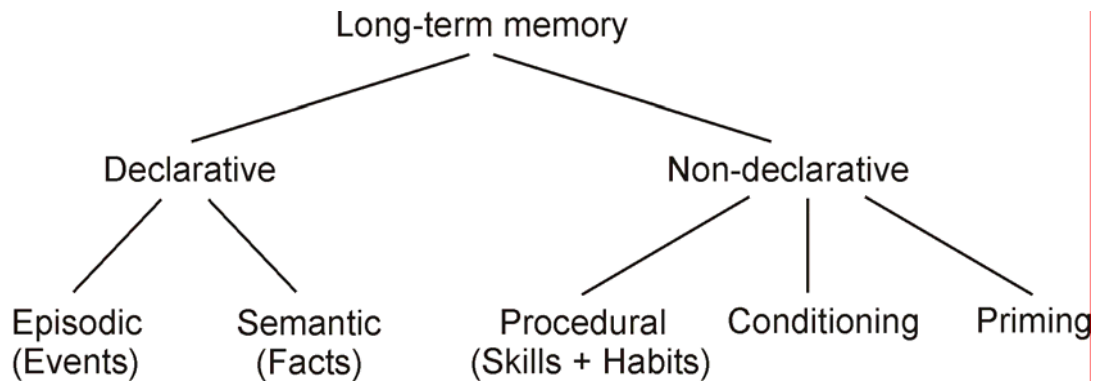 Long-term memory
Declarative
Non-declarative
Episodic
(Events)
Semantic
(Facts)
Procedural
(Skills + Habits)
Conditioning
Priming